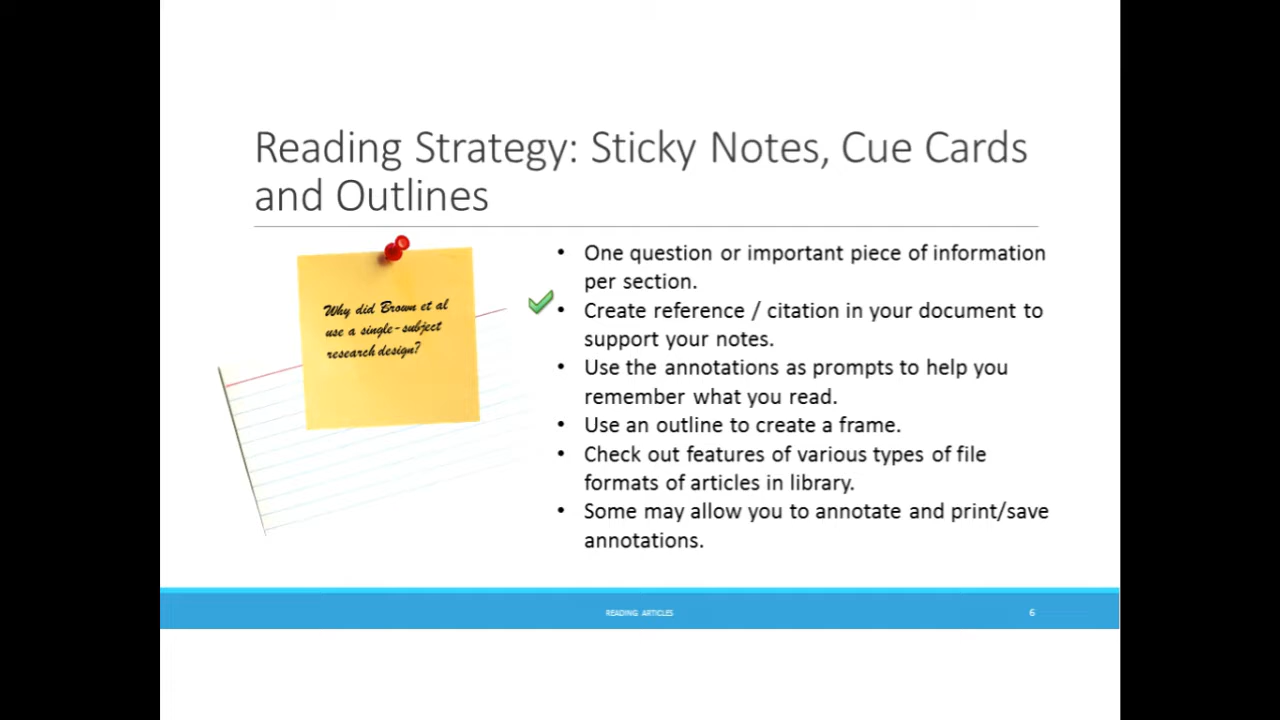 Reading Strategy: Sticky Notes, Cue Cards
and Outlines
Why did Brown et al
use a single-subject
research design?
• One question or important piece of information
per section.
• Create reference / citation in your document to
support your notes.
• Use the annotations as prompts to help you
remember what you read.
• Use an outline to create a frame.
• Check out features of various types of file
formats of articles in library.
• Some may allow you to annotate and print/save
annotations.
READING ARTICLES
6